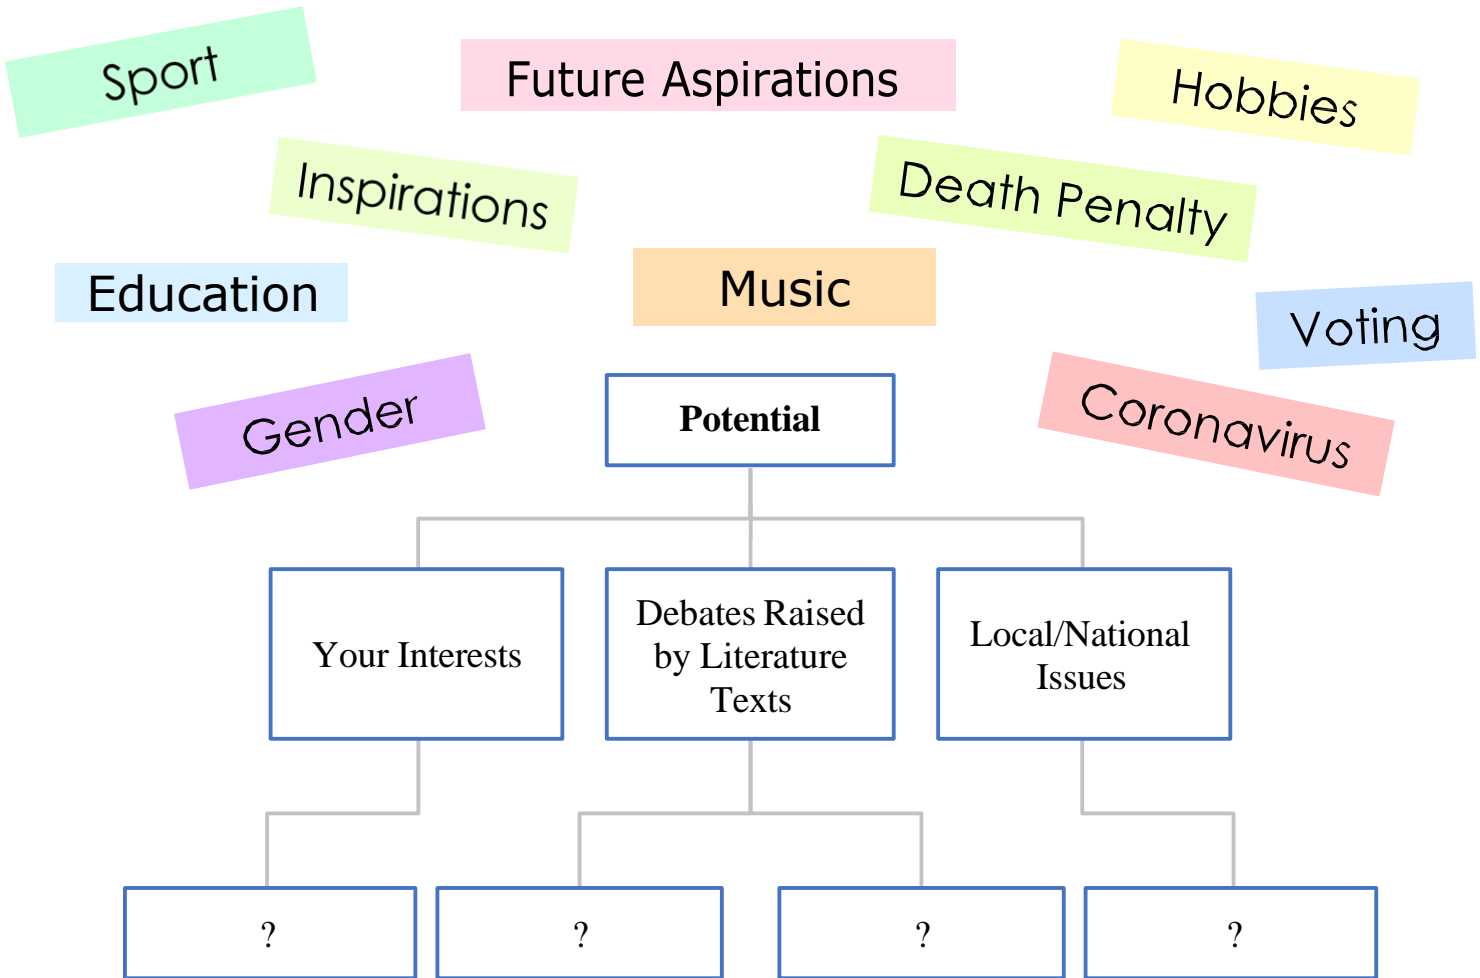 Sport
Future Aspirations
Hobbies
Inspirations
Death Penalty
Education
Music
Voting
Gender
Potential
Coronavirus
Your Interests
Debates Raised
by Literature
Texts
Local/National
Issues
?
?
?
?